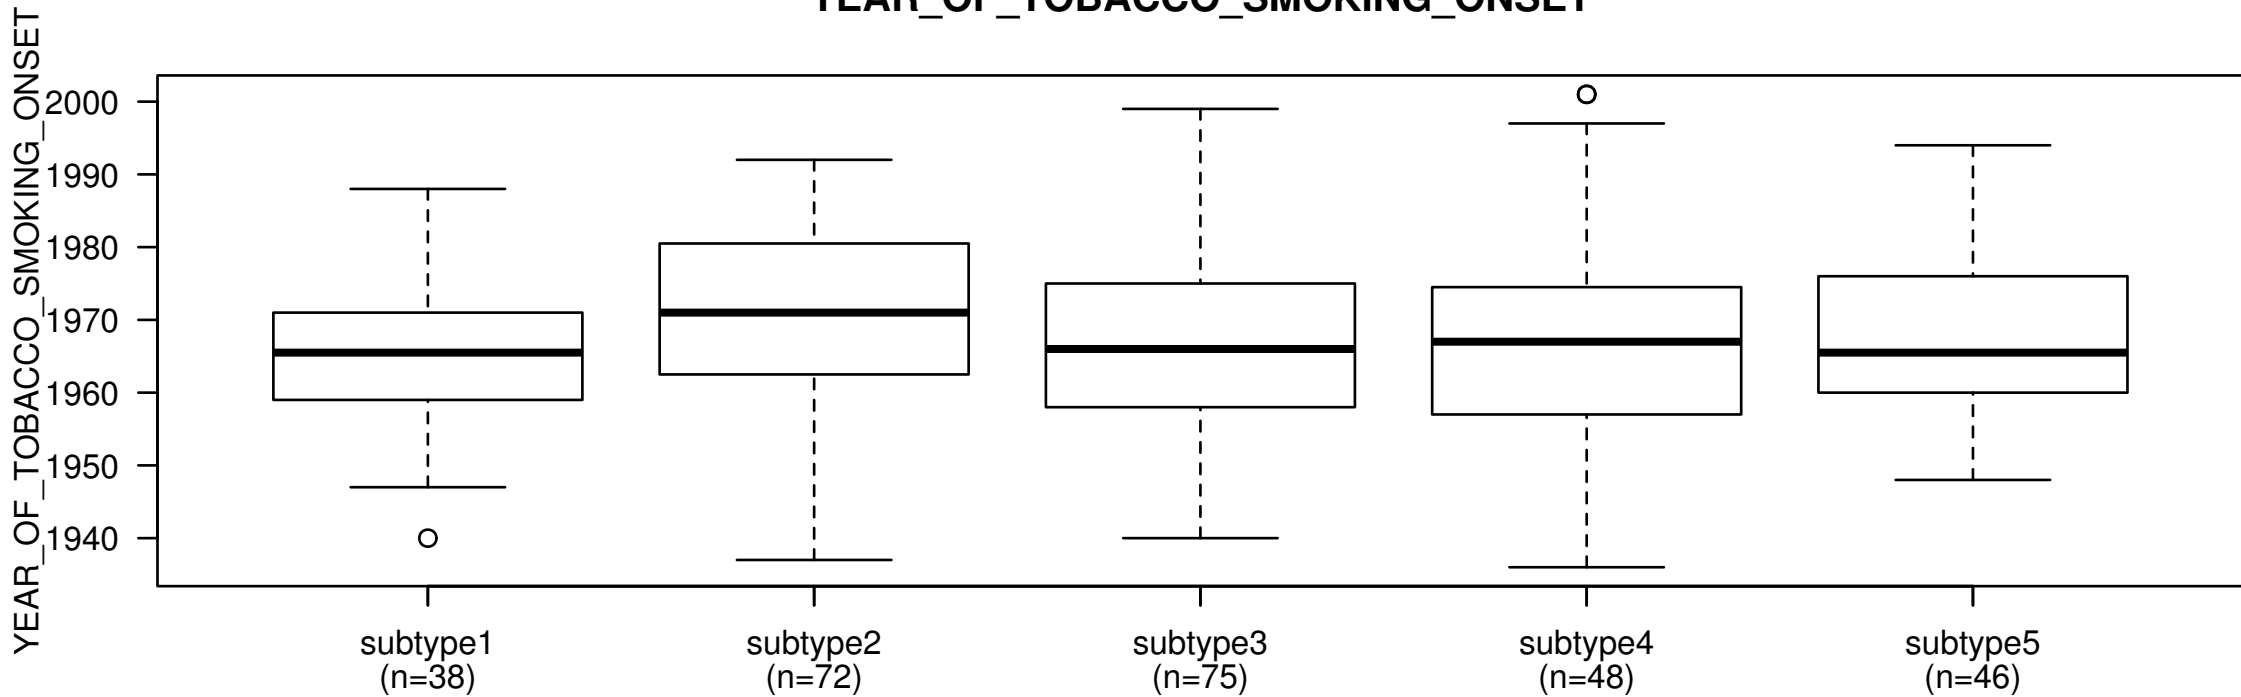 YEAR_OF_TOBACCO_SMOKING_ONSET
YEAR_OF_TOBACCO_SMOKING_ONSET
2000
1990
1980
1970
1960
1950
1940
subtype1
(n=38)
subtype2
(n=72)
subtype3
(n=75)
subtype4
(n=48)
subtype5
(n=46)